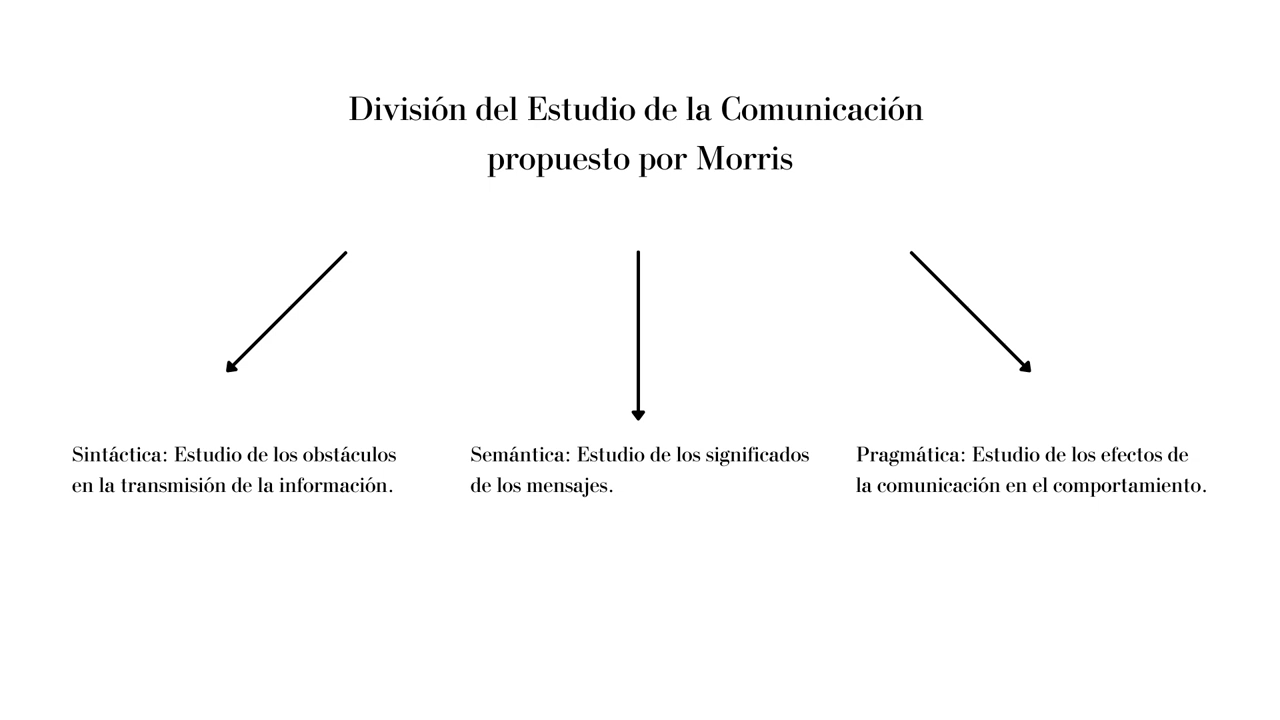 División del Estudio de la Comunicación
propuesto por Morris
Sintáctica: Estudio de los obstáculos
en la transmisión de la información.
Semántica: Estudio de los significados
de los mensajes.
Pragmática: Estudio de los efectos de
la comunicación en el comportamiento.